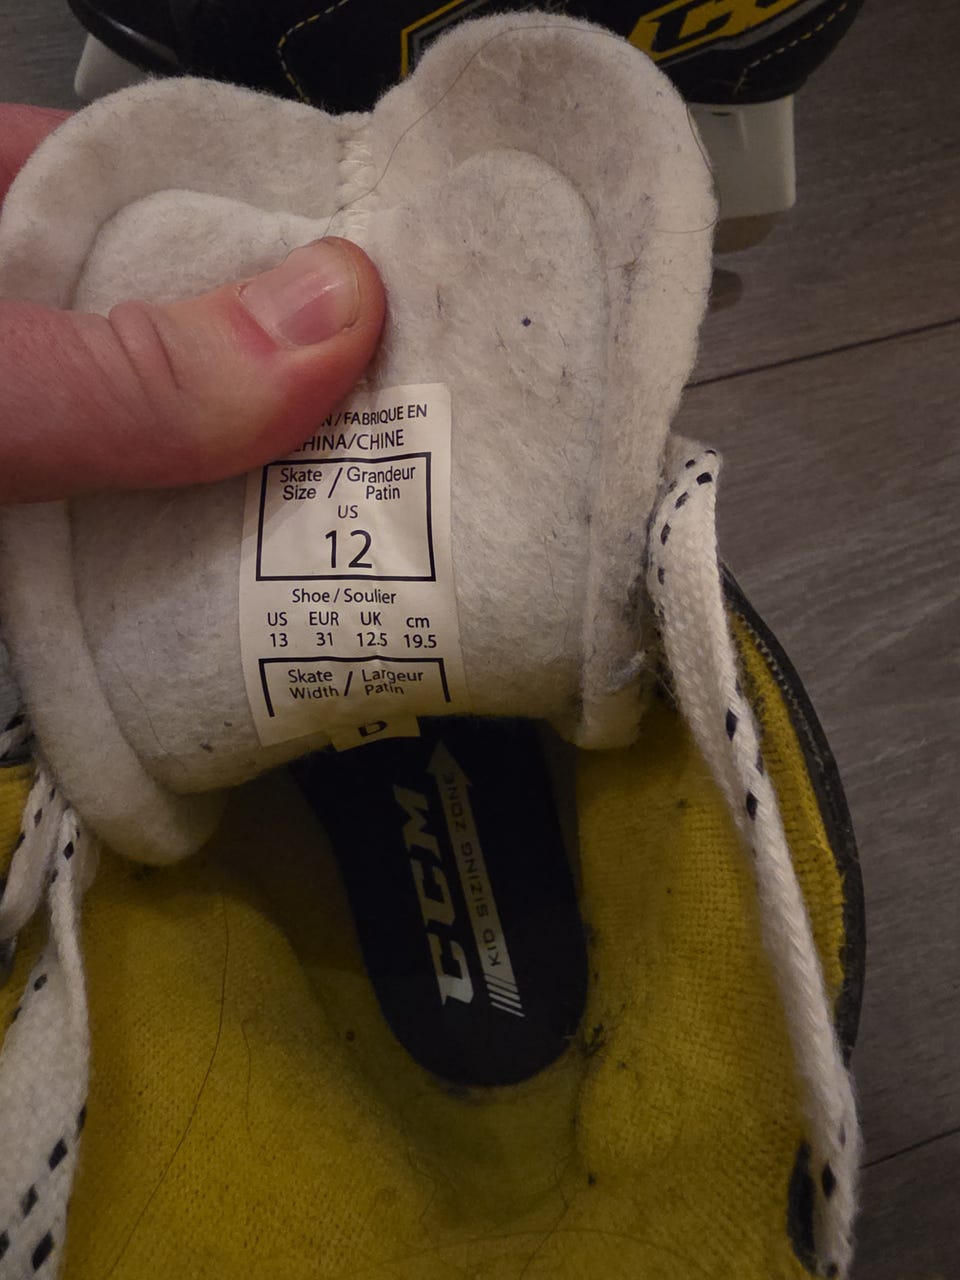 CCM
N/FABRIQUE EN
CHINA/CHINE
Skate / Grandeur
Size / Patin
US
12
Shoe/Soulier
US EUR UK cm
13 31 12.5 19.5
Skate / Largeur
Width / Patin
D
CCM
KID SIZING ZONE